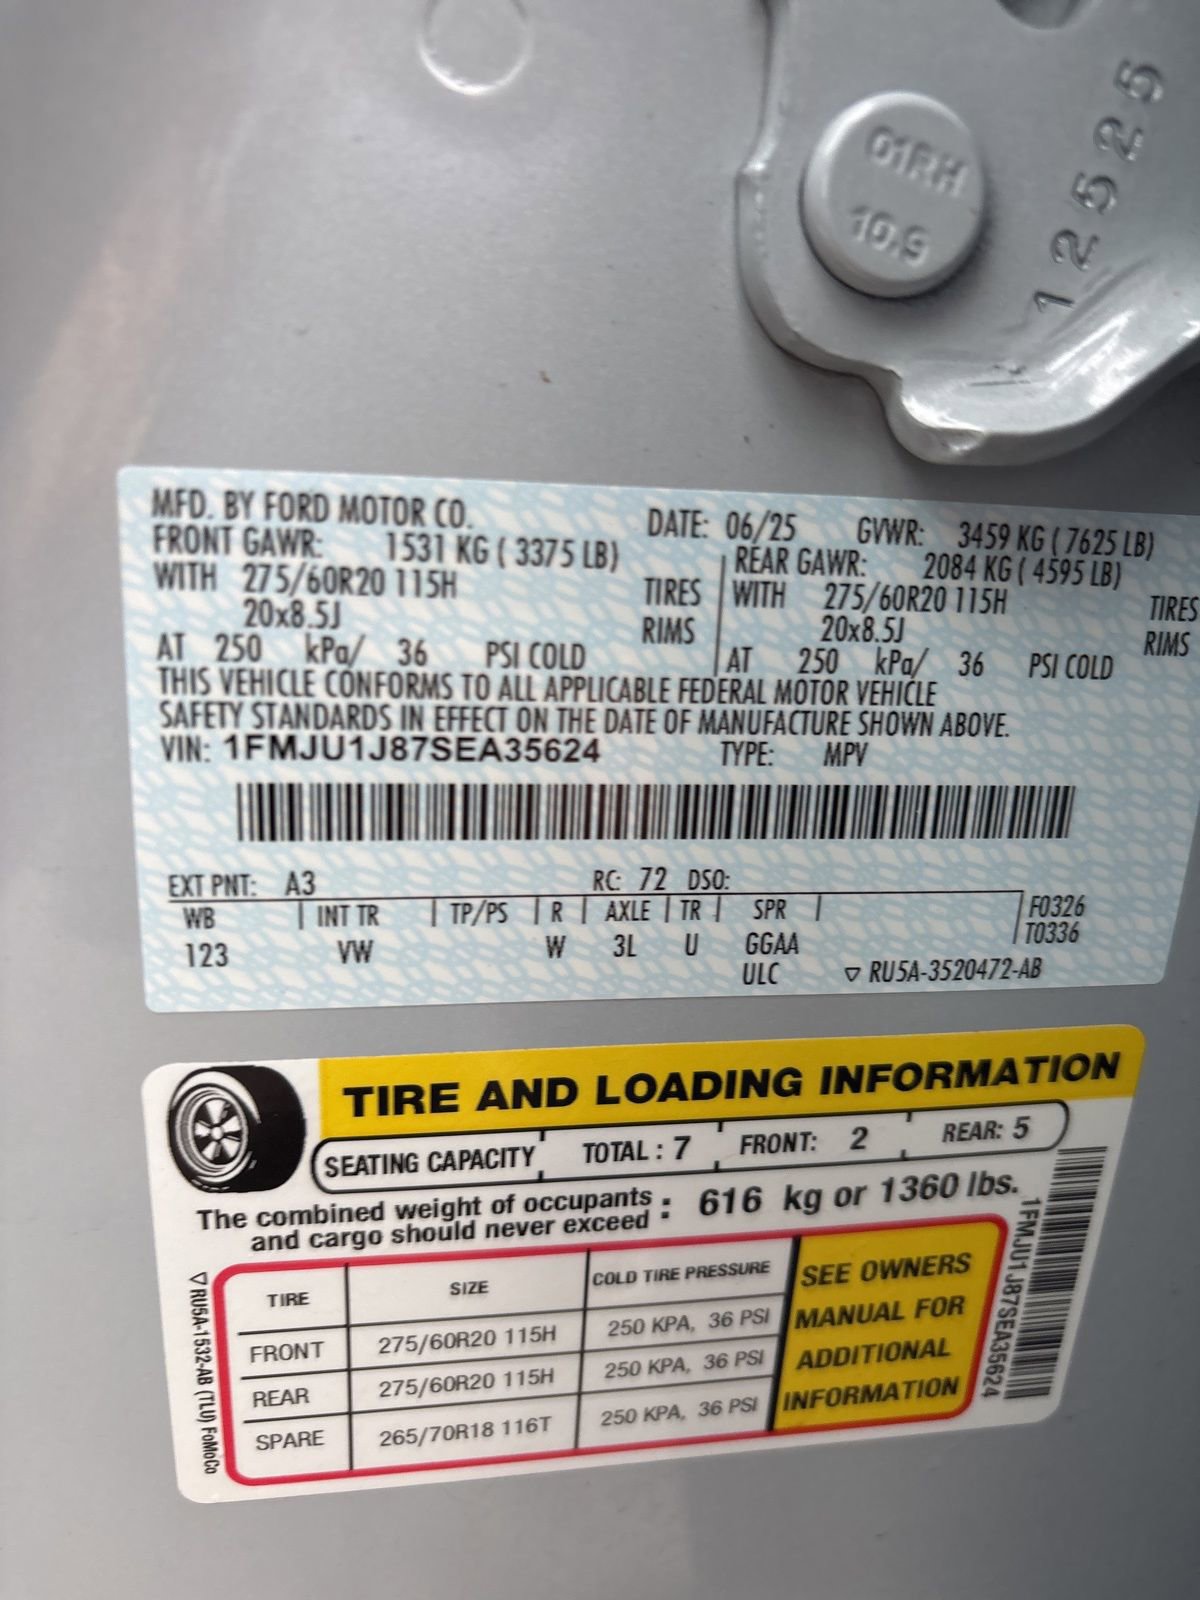 01RH
10.9
12525
MFD. BY FORD MOTOR CO.
DATE: 06/25 GVWR: 3459 KG ( 7625 LB)
FRONT GAWR: 1531 KG ( 3375 LB)
REAR GAWR: 2084 KG ( 4595 LB)
WITH 275/60R20 115H TIRES
WITH 275/60R20 115H TIRES
20x8.5J RIMS
20x8.5J RIMS
AT 250 kPa/ 36 PSI COLD
AT 250 kPa/ 36 PSI COLD
THIS VEHICLE CONFORMS TO ALL APPLICABLE FEDERAL MOTOR VEHICLE
SAFETY STANDARDS IN EFFECT ON THE DATE OF MANUFACTURE SHOWN ABOVE.
VIN: 1FMJU1J87SEA35624 TYPE: MPV
EXT PNT: A3 RC: 72 DSO:
WB INT TR TP/PS R AXLE TR SPR F0326
123 VW W 3L U GGAA T0336
ULC RU5A-3520472-AB
TIRE AND LOADING INFORMATION
SEATING CAPACITY TOTAL : 7 FRONT: 2 REAR: 5
The combined weight of occupants
and cargo should never exceed : 616 kg or 1360 lbs.
TIRE SIZE COLD TIRE PRESSURE
FRONT 275/60R20 115H 250 KPA, 36 PSI
REAR 275/60R20 115H 250 KPA, 36 PSI
SPARE 265/70R18 116T 250 KPA, 36 PSI
SEE OWNERS
MANUAL FOR
ADDITIONAL
INFORMATION
1FMJU1J87SEA35624
RU5A-1532-AB (TLU) FoMoCo